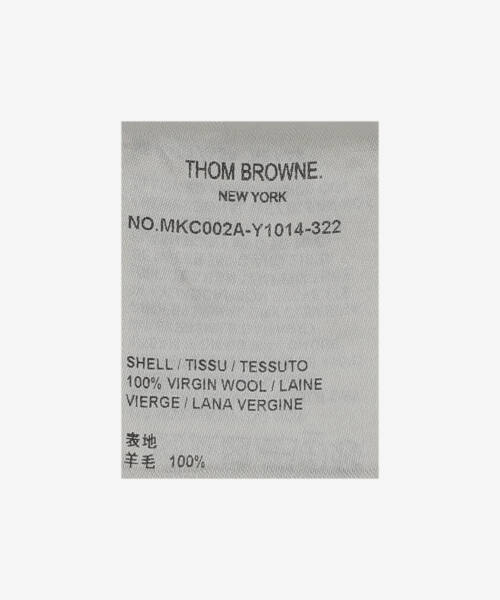 THOM BROWNE.
NEW YORK
NO.MKC002A-Y1014-322
SHELL / TISSU / TESSUTO
100% VIRGIN WOOL / LAINE
VIERGE / LANA VERGINE
表地
羊毛 100%